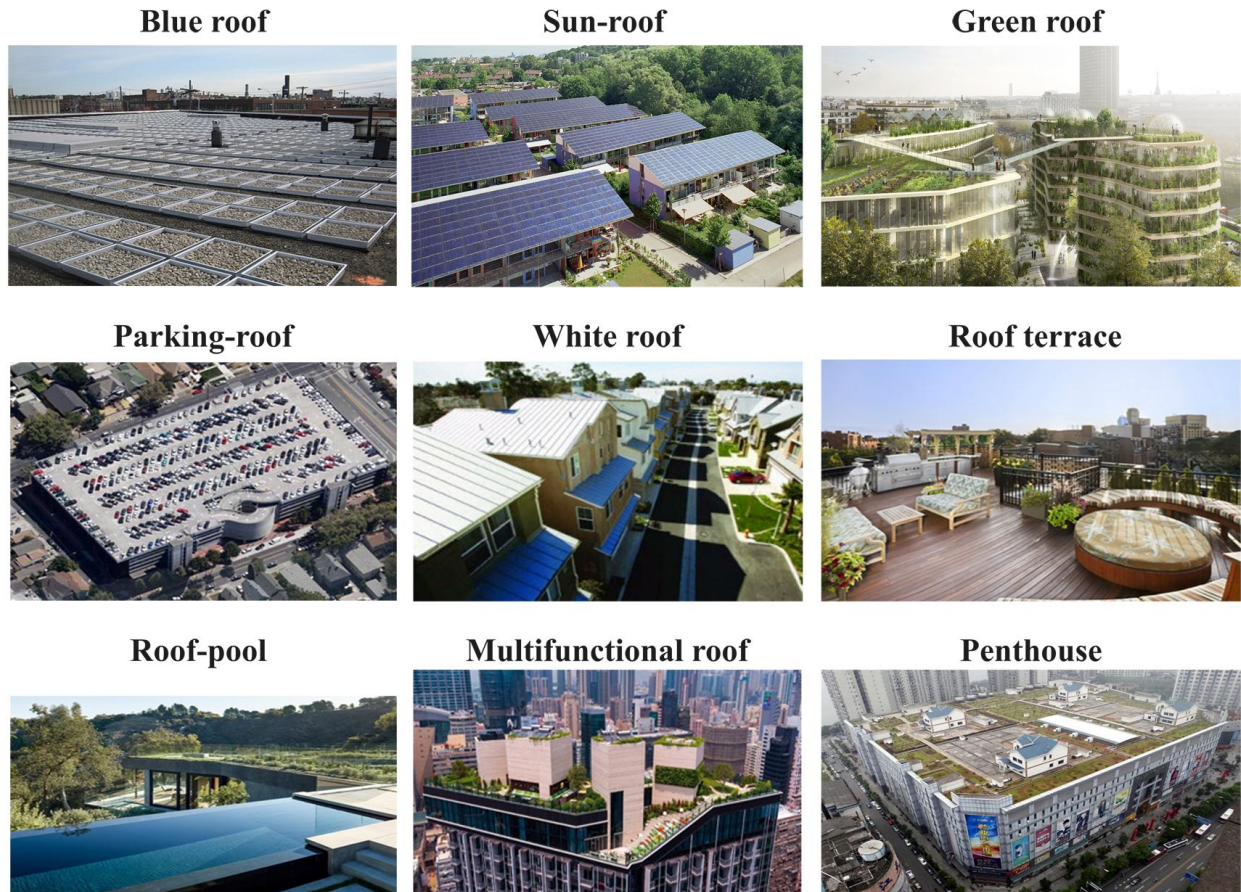 Blue roof
Sun-roof
Green roof
Parking-roof
White roof
Roof terrace
Roof-pool
Multifunctional roof
Penthouse